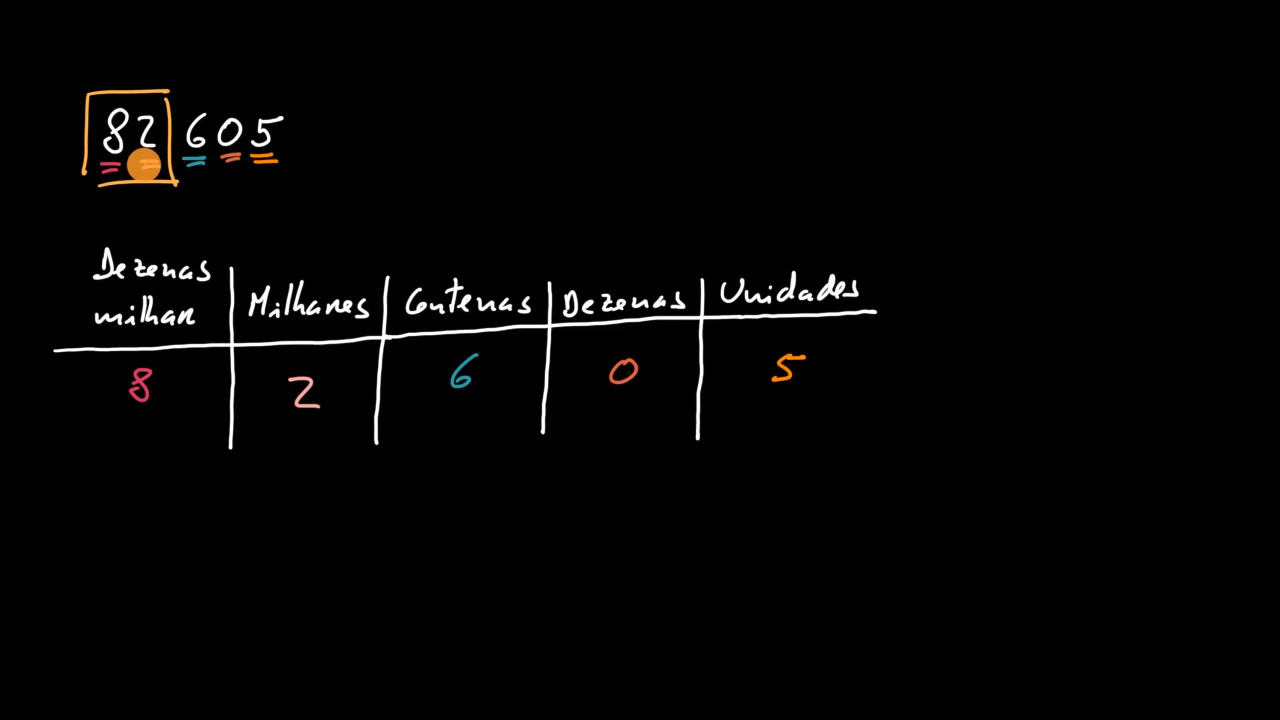 82 605
Dezenas milhar
Milhares
Centenas
Dezenas
Unidades
8 2 6 0 5